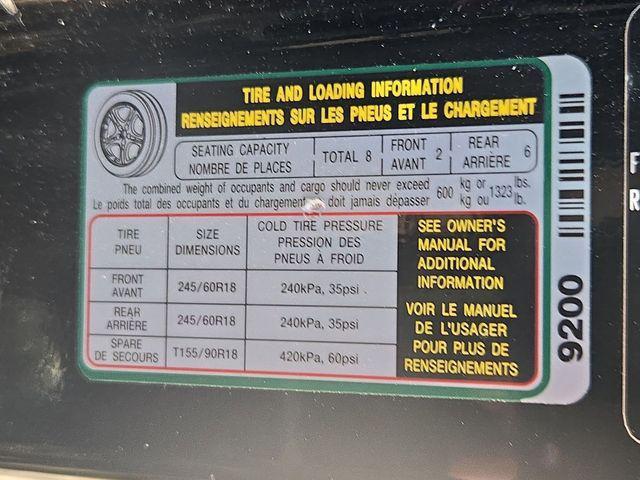 TIRE AND LOADING INFORMATION
RENSEIGNEMENTS SUR LES PNEUS ET LE CHARGEMENT
SEATING CAPACITY
NOMBRE DE PLACES
TOTAL 8
FRONT
AVANT 2
REAR
ARRIÈRE 6
The combined weight of occupants and cargo should never exceed 600 kg or 1323 lbs.
Le poids total des occupants et du chargement doit jamais dépasser kg ou lb.
TIRE
PNEU
SIZE
DIMENSIONS
COLD TIRE PRESSURE
PRESSION DES
PNEUS À FROID
FRONT
AVANT
245/60R18
240kPa, 35psi
REAR
ARRIÈRE
245/60R18
240kPa, 35psi
SPARE
DE SECOURS
T155/90R18
420kPa, 60psi
SEE OWNER'S
MANUAL FOR
ADDITIONAL
INFORMATION
VOIR LE MANUEL
DE L'USAGER
POUR PLUS DE
RENSEIGNEMENTS
9200
F
R